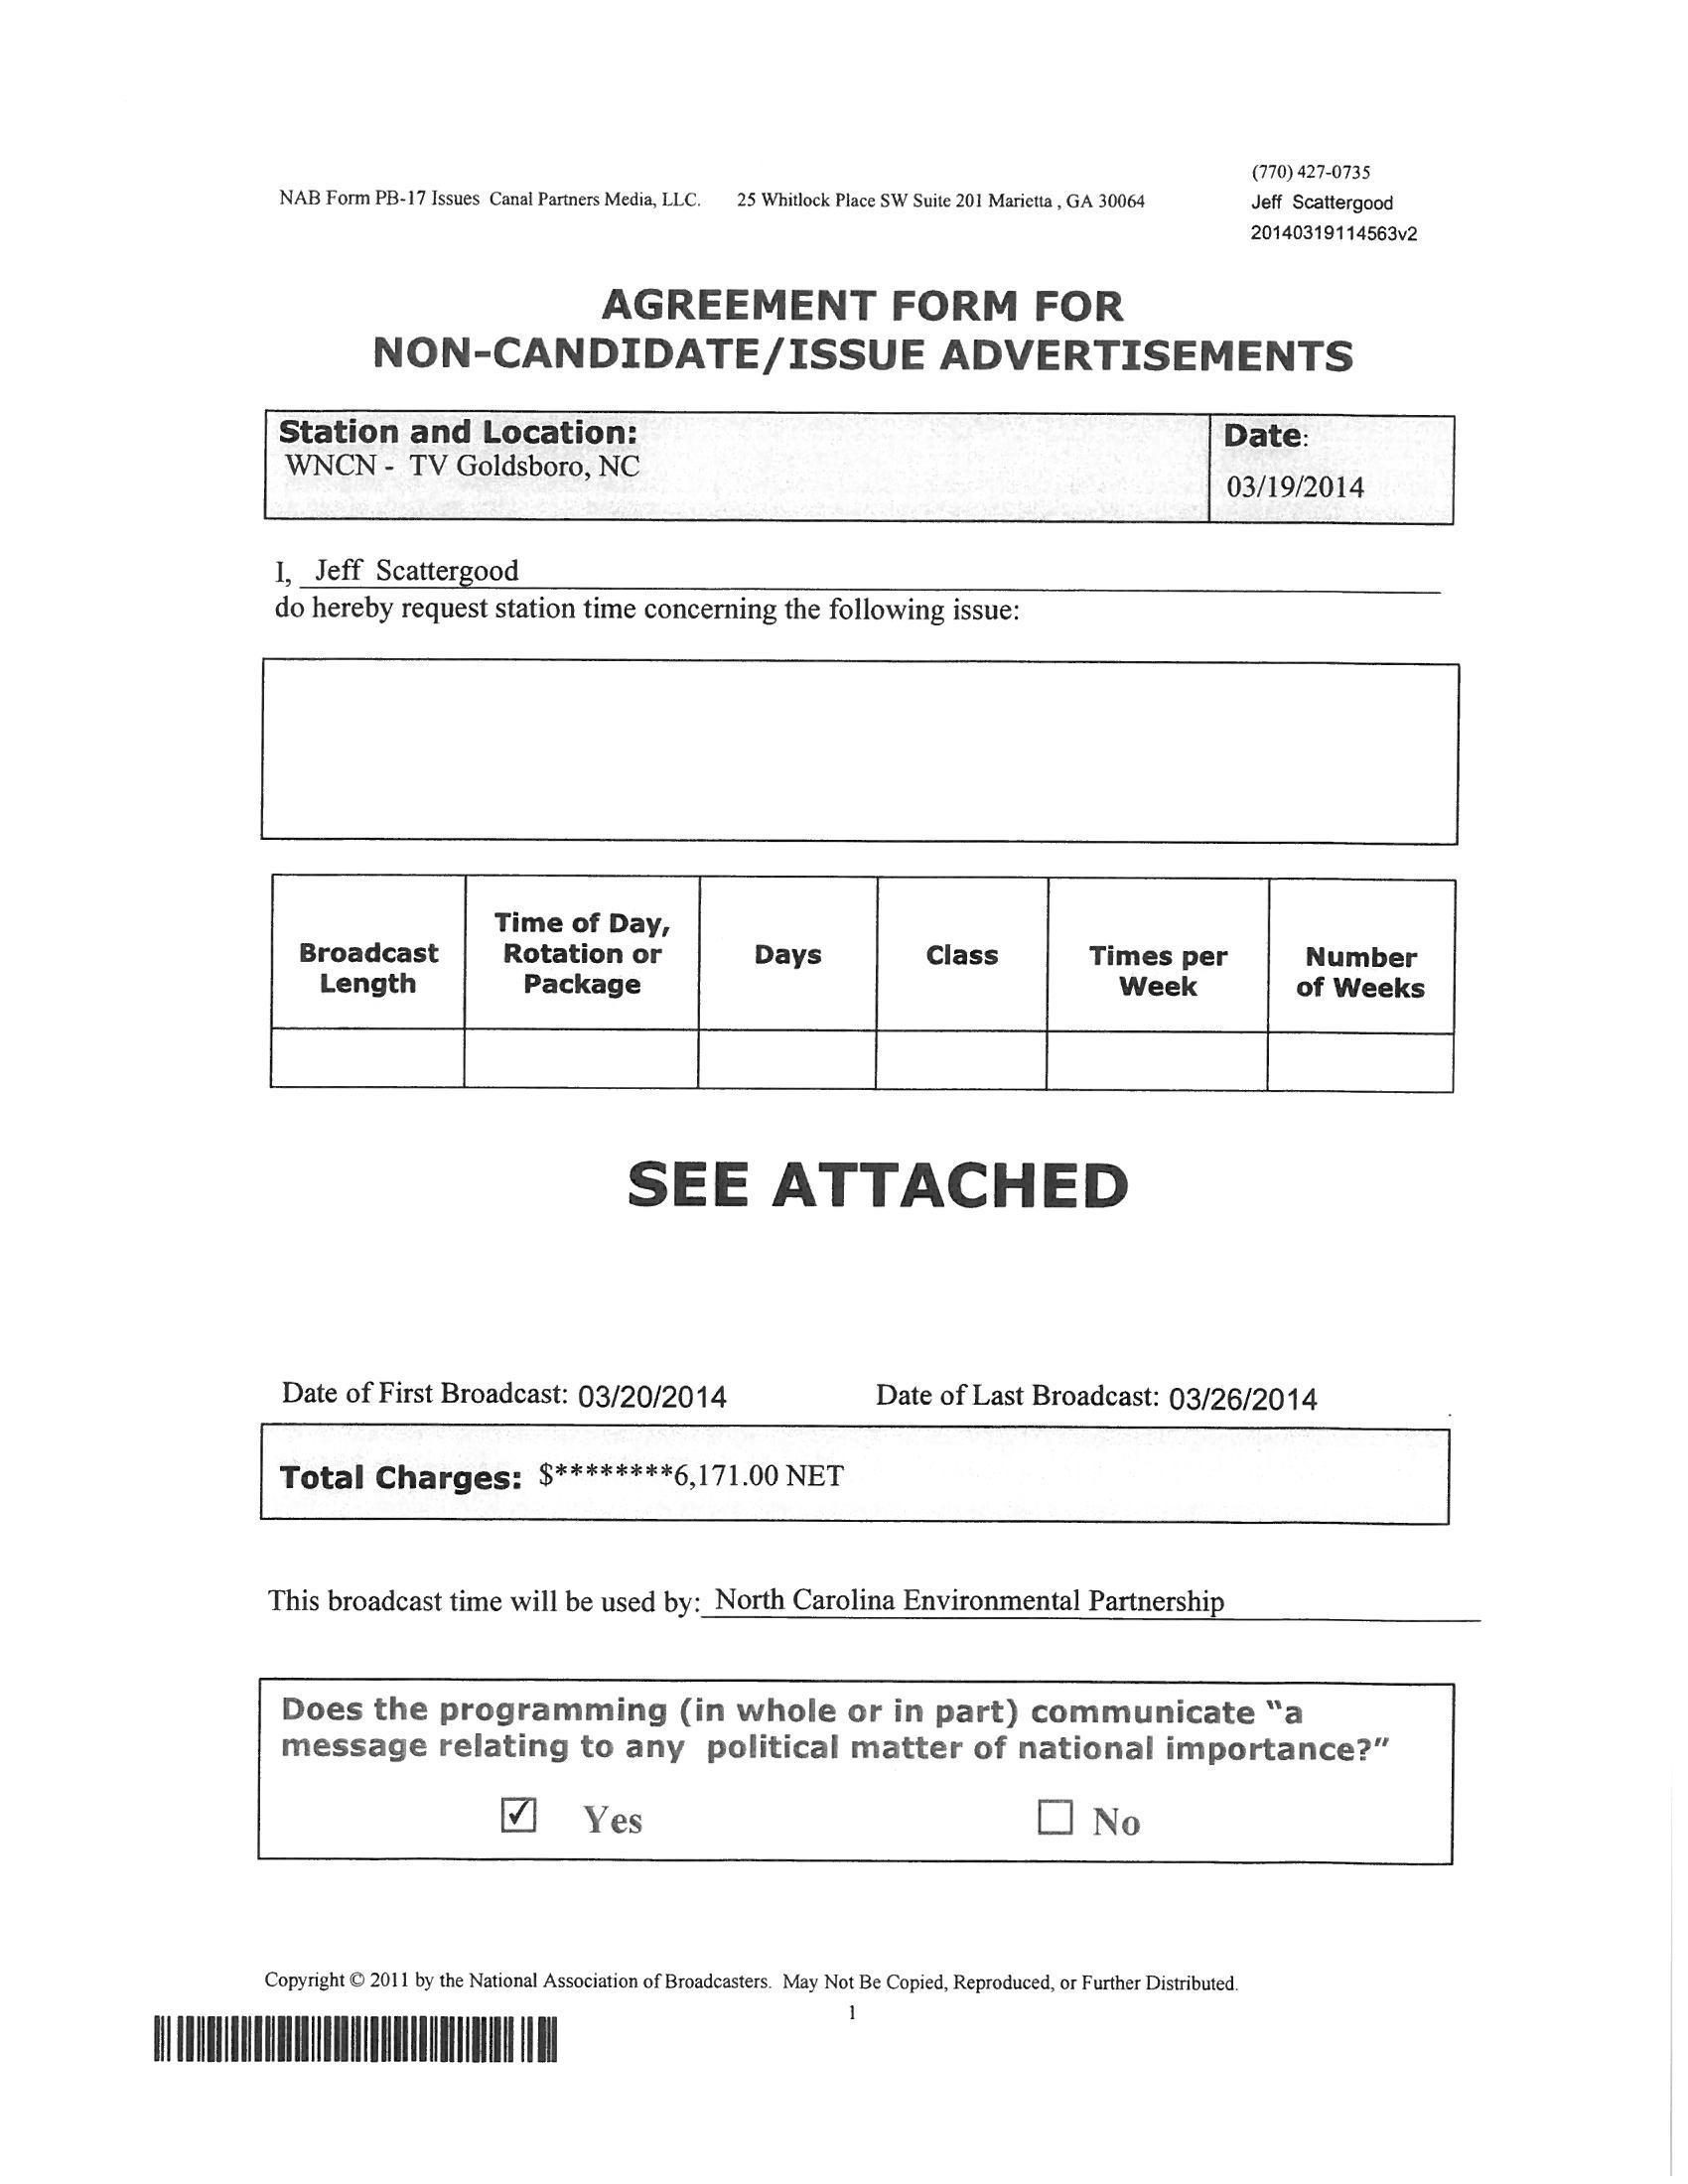 (770) 427-0735
NAB Form PB-17 Issues Canal Partners Media, LLC. 25 Whitlock Place SW Suite 201 Marietta , GA 30064
Jeff Scattergood
20140319114563v2
AGREEMENT FORM FOR
NON-CANDIDATE/ISSUE ADVERTISEMENTS
Station and Location:
WNCN - TV Goldsboro, NC
Date:
03/19/2014
I, Jeff Scattergood
do hereby request station time concerning the following issue:
Broadcast
Length
Time of Day,
Rotation or
Package
Days
Class
Times per
Week
Number
of Weeks
SEE ATTACHED
Date of First Broadcast: 03/20/2014 Date of Last Broadcast: 03/26/2014
Total Charges: $********6,171.00 NET
This broadcast time will be used by: North Carolina Environmental Partnership
Does the programming (in whole or in part) communicate “a
message relating to any political matter of national importance?”
☑ Yes ☐ No
Copyright © 2011 by the National Association of Broadcasters. May Not Be Copied, Reproduced, or Further Distributed.
1